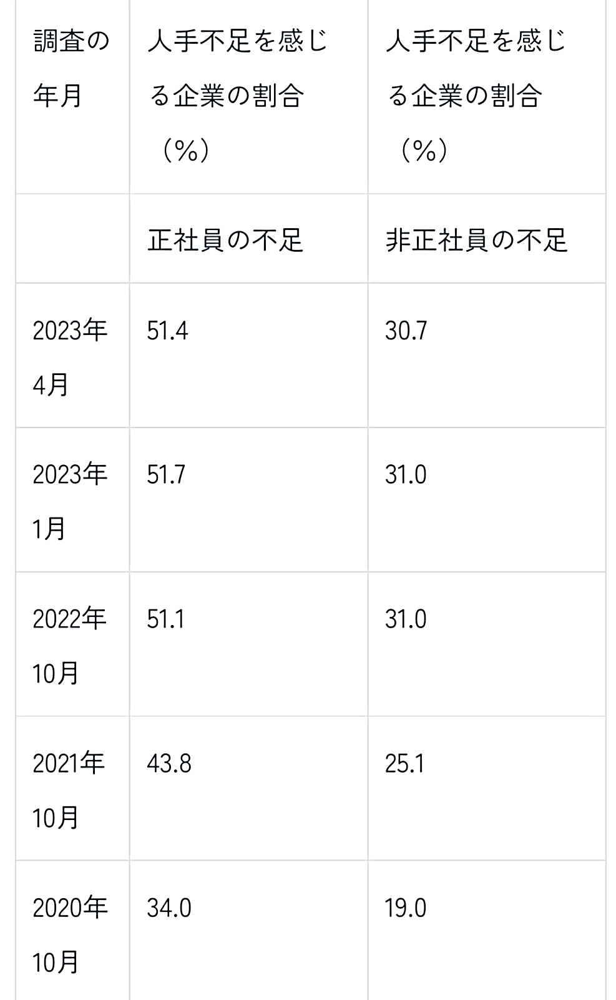 調査の
年月
人手不足を感じ
る企業の割合
（%）
人手不足を感じ
る企業の割合
（%）
正社員の不足
非正社員の不足
2023年
4月
51.4
30.7
2023年
1月
51.7
31.0
2022年
10月
51.1
31.0
2021年
10月
43.8
25.1
2020年
10月
34.0
19.0